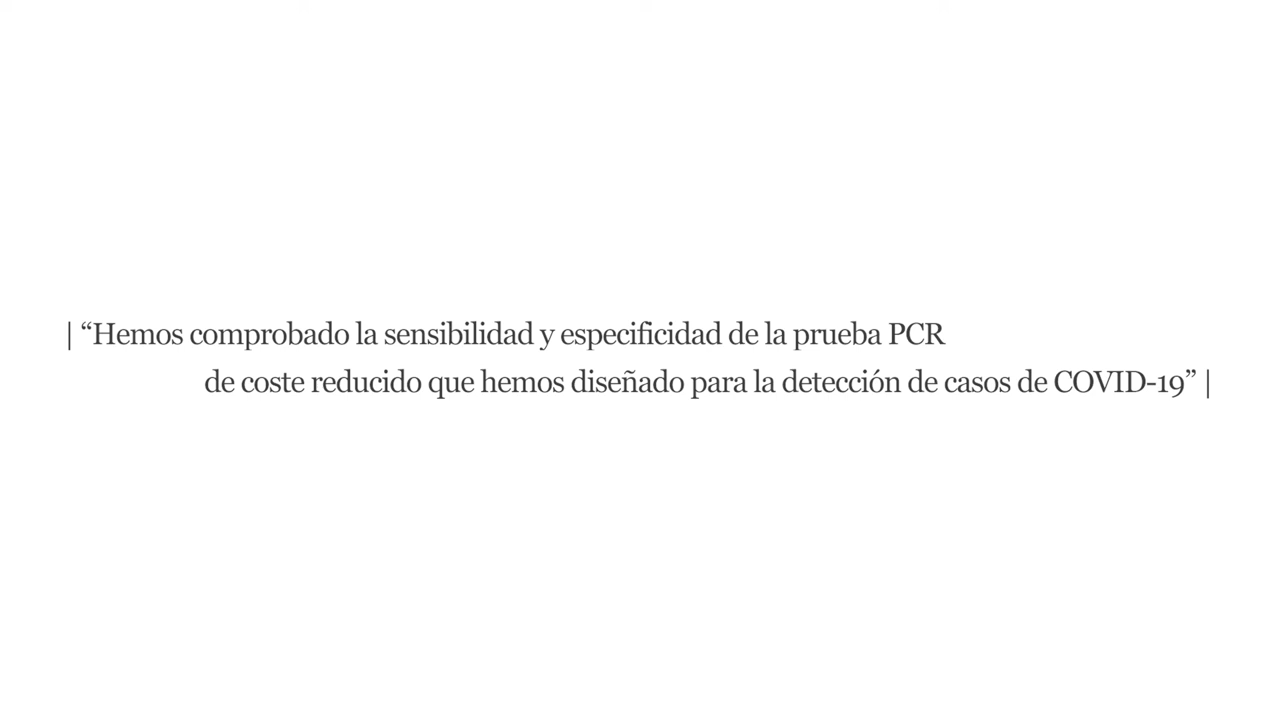 | “Hemos comprobado la sensibilidad y especificidad de la prueba PCR
de coste reducido que hemos diseñado para la detección de casos de COVID-19” |